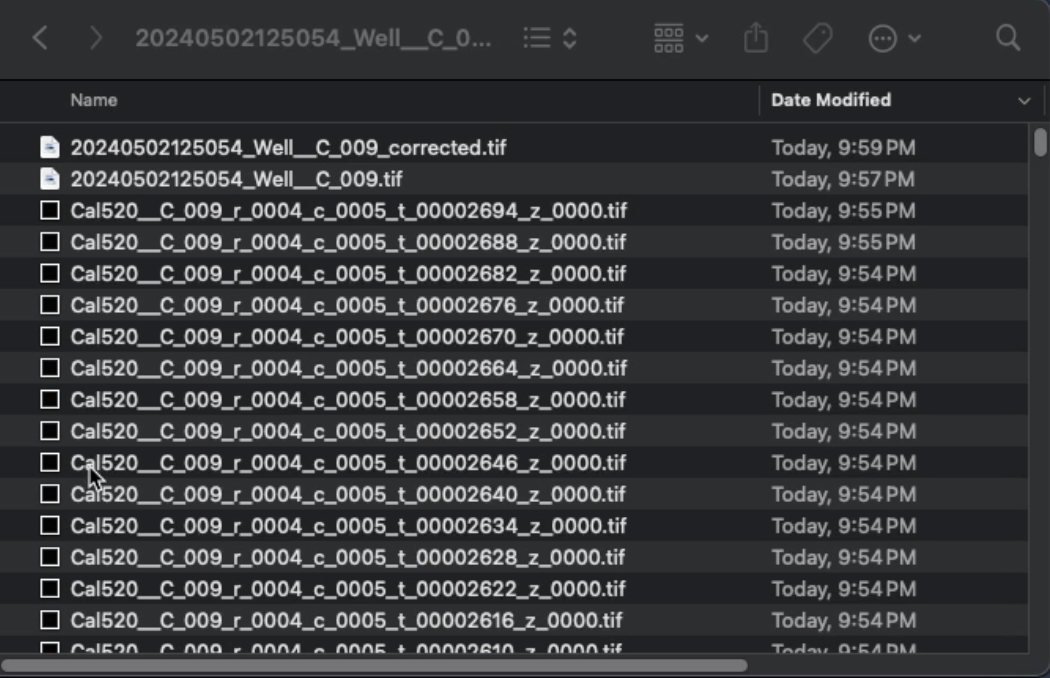 20240502125054_Well__C_0...
Name Date Modified
20240502125054_Well__C_009_corrected.tif Today, 9:59 PM
20240502125054_Well__C_009.tif Today, 9:57 PM
Cal520__C_009_r_0004_c_0005_t_00002694_z_0000.tif Today, 9:55 PM
Cal520__C_009_r_0004_c_0005_t_00002688_z_0000.tif Today, 9:55 PM
Cal520__C_009_r_0004_c_0005_t_00002682_z_0000.tif Today, 9:54 PM
Cal520__C_009_r_0004_c_0005_t_00002676_z_0000.tif Today, 9:54 PM
Cal520__C_009_r_0004_c_0005_t_00002670_z_0000.tif Today, 9:54 PM
Cal520__C_009_r_0004_c_0005_t_00002664_z_0000.tif Today, 9:54 PM
Cal520__C_009_r_0004_c_0005_t_00002658_z_0000.tif Today, 9:54 PM
Cal520__C_009_r_0004_c_0005_t_00002652_z_0000.tif Today, 9:54 PM
Cal520__C_009_r_0004_c_0005_t_00002646_z_0000.tif Today, 9:54 PM
Cal520__C_009_r_0004_c_0005_t_00002640_z_0000.tif Today, 9:54 PM
Cal520__C_009_r_0004_c_0005_t_00002634_z_0000.tif Today, 9:54 PM
Cal520__C_009_r_0004_c_0005_t_00002628_z_0000.tif Today, 9:54 PM
Cal520__C_009_r_0004_c_0005_t_00002622_z_0000.tif Today, 9:54 PM
Cal520__C_009_r_0004_c_0005_t_00002616_z_0000.tif Today, 9:54 PM
Cal520__C_009_r_0004_c_0005_t_00002610_z_0000.tif Today, 9:54 PM